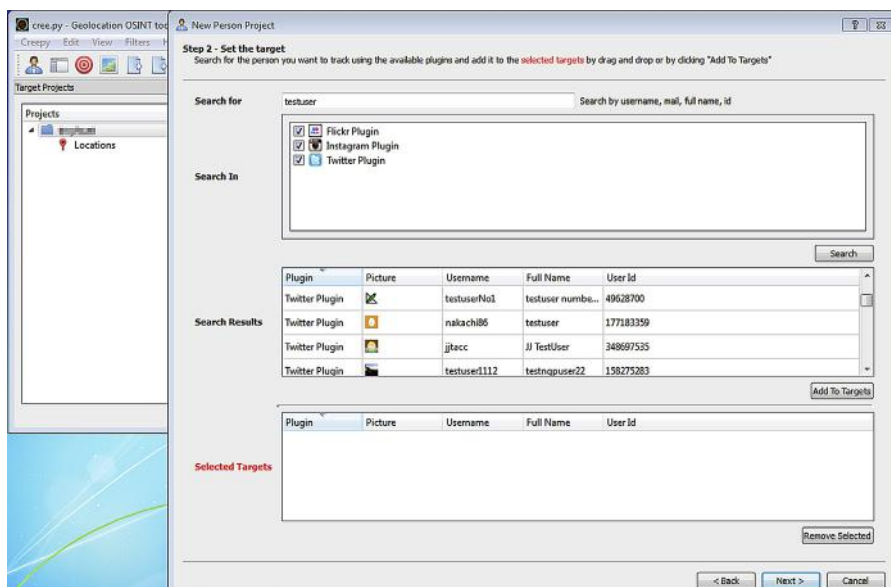 cree.py - Geolocation OSINT too
Creepy Edit View Filters H
Target Projects
Projects
Locations
New Person Project
Step 2 - Set the target
Search for the person you want to track using the available plugins and add it to the selected targets by drag and drop or by clicking "Add To Targets"
Search for
testuser
Search by username, mail, full name, id
Search In
Flickr Plugin
Instagram Plugin
Twitter Plugin
Search
Search Results
Plugin Picture Username Full Name User Id
Twitter Plugin testuserNo1 testuser numbe... 49628700
Twitter Plugin nakachi86 testuser 177183359
Twitter Plugin jjtacc JJ TestUser 348697535
Twitter Plugin testuser1112 testnqpuser22 158275283
Add To Targets
Selected Targets
Plugin Picture Username Full Name User Id
Remove Selected
< Back Next > Cancel